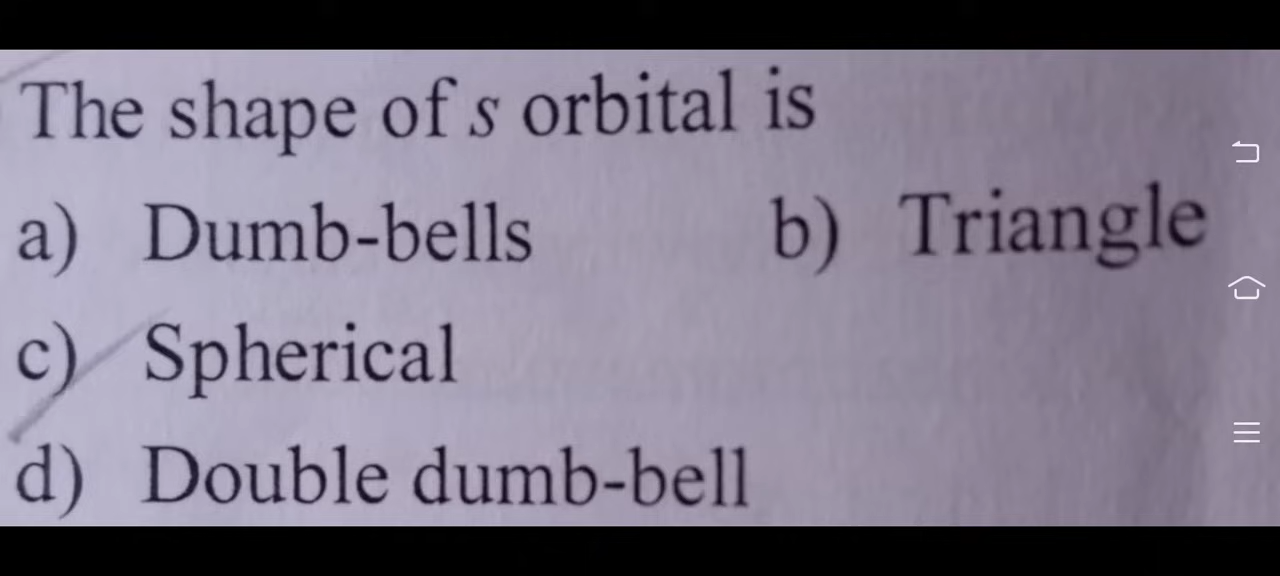 The shape of s orbital is
a) Dumb-bells b) Triangle
c) Spherical
d) Double dumb-bell